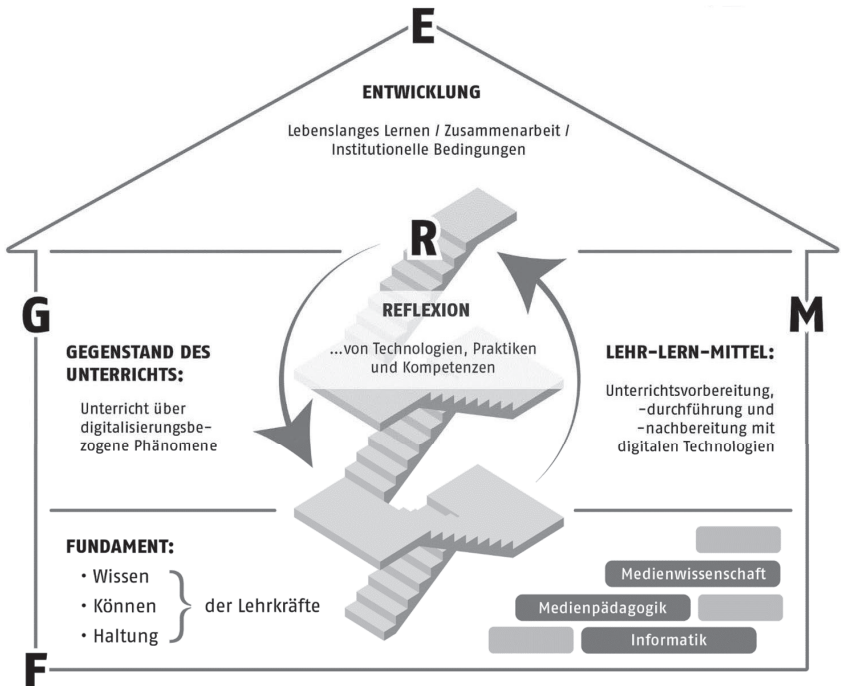 E
ENTWICKLUNG
Lebenslanges Lernen / Zusammenarbeit /
Institutionelle Bedingungen
R
REFLEXION
...von Technologien, Praktiken
und Kompetenzen
G
GEGENSTAND DES
UNTERRICHTS:
Unterricht über
digitalisierungsbe-
zogene Phänomene
M
LEHR-LERN-MITTEL:
Unterrichtsvorbereitung,
-durchführung und
-nachbereitung mit
digitalen Technologien
FUNDAMENT:
• Wissen
• Können
• Haltung
der Lehrkräfte
Medienwissenschaft
Medienpädagogik
Informatik
F